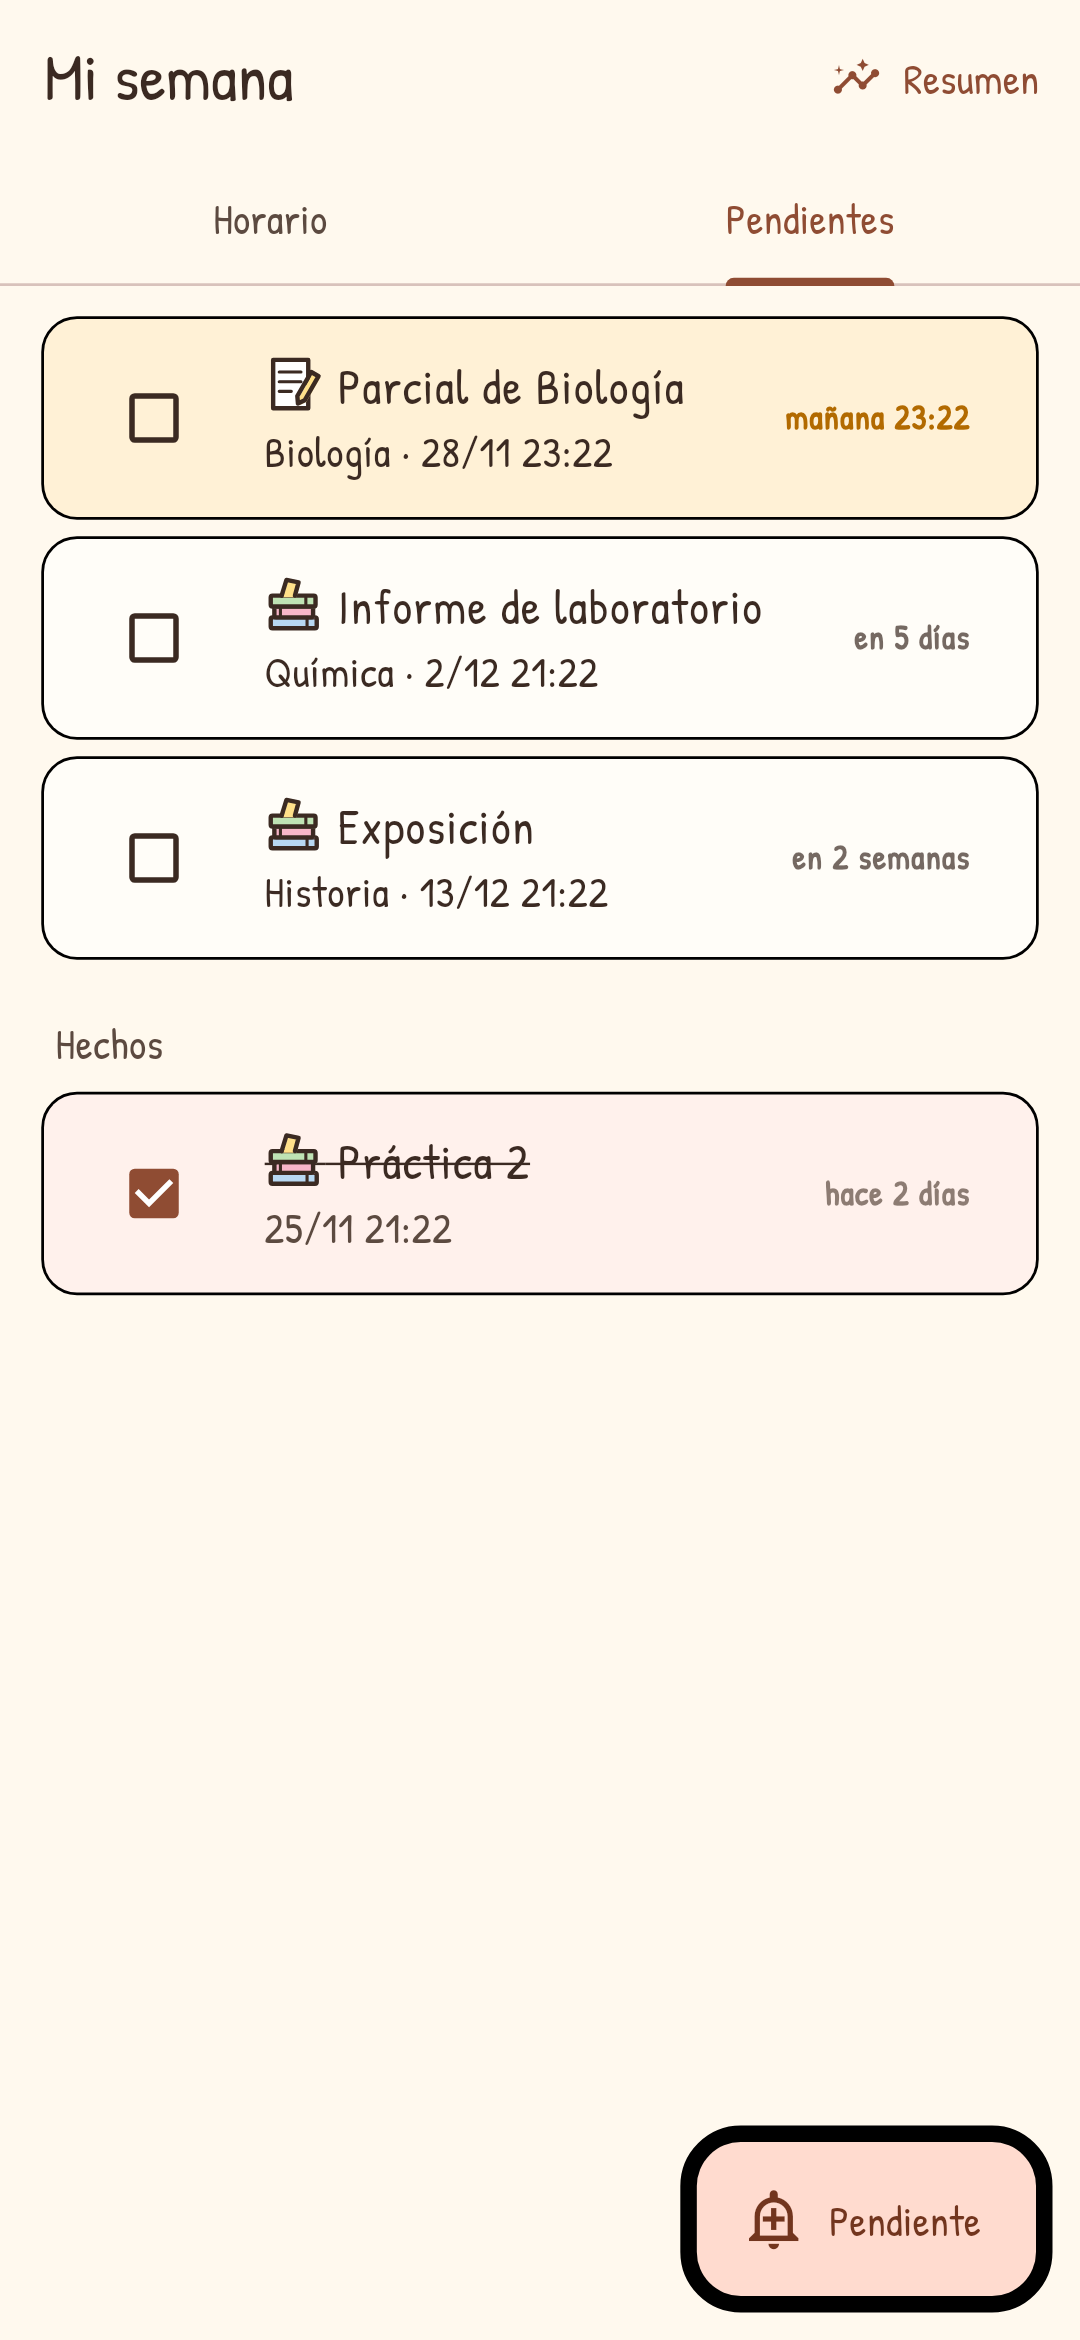 Mi semana
Resumen
Horario
Pendientes
Parcial de Biología
Biología · 28/11 23:22
mañana 23:22
Informe de laboratorio
Química · 2/12 21:22
en 5 días
Exposición
Historia · 13/12 21:22
en 2 semanas
Hechos
Práctica 2
25/11 21:22
hace 2 días
Pendiente